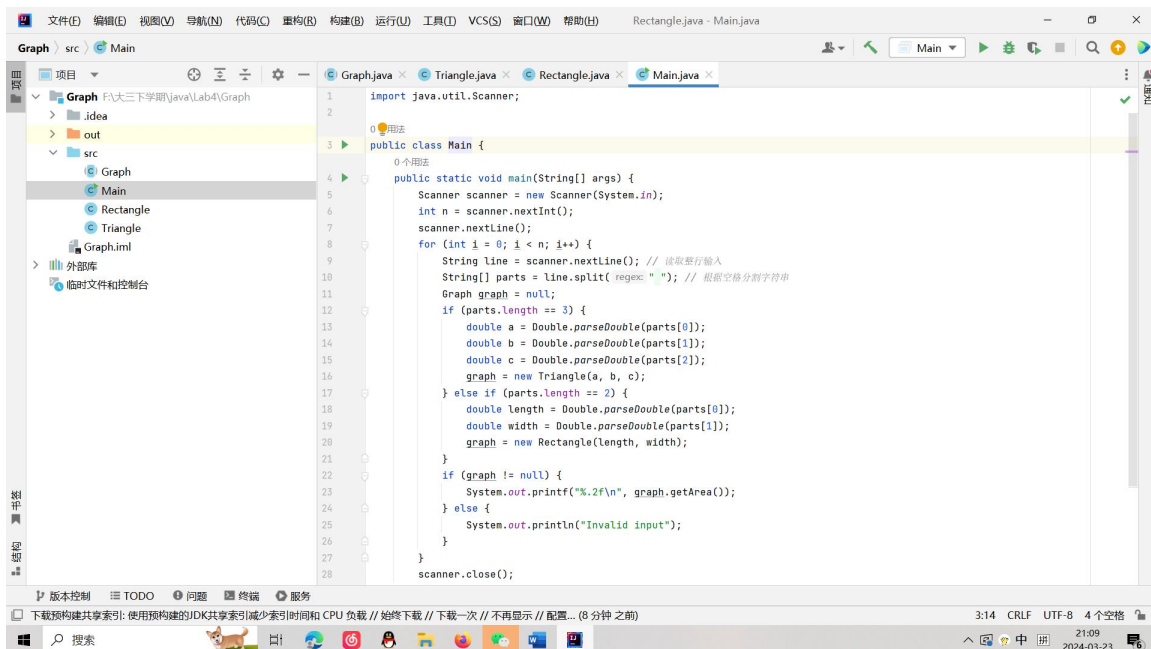 文件(F) 编辑(E) 视图(V) 导航(N) 代码(C) 重构(R) 构建(B) 运行(U) 工具(T) VCS(S) 窗口(W) 帮助(H) Rectangle.java - Main.java
Graph src Main Main
项目 项目 Graph.java Triangle.java Rectangle.java Main.java
Graph F:\大三下学期\java\Lab4\Graph
.idea
out
src
Graph
Main
Rectangle
Triangle
Graph.iml
外部库
临时文件和控制台
1 import java.util.Scanner;
2
0 用法
3 public class Main {
0 个用法
4 public static void main(String[] args) {
5 Scanner scanner = new Scanner(System.in);
6 int n = scanner.nextInt();
7 scanner.nextLine();
8 for (int i = 0; i < n; i++) {
9 String line = scanner.nextLine(); // 读取整行输入
10 String[] parts = line.split( regex: " "); // 根据空格分割字符串
11 Graph graph = null;
12 if (parts.length == 3) {
13 double a = Double.parseDouble(parts[0]);
14 double b = Double.parseDouble(parts[1]);
15 double c = Double.parseDouble(parts[2]);
16 graph = new Triangle(a, b, c);
17 } else if (parts.length == 2) {
18 double length = Double.parseDouble(parts[0]);
19 double width = Double.parseDouble(parts[1]);
20 graph = new Rectangle(length, width);
21 }
22 if (graph != null) {
23 System.out.printf("%.2f\n", graph.getArea());
24 } else {
25 System.out.println("Invalid input");
26 }
27 }
28 scanner.close();
书签
结构
版本控制 TODO 问题 终端 服务
下载预构建共享索引: 使用预构建的JDK共享索引减少索引时间和 CPU 负载 // 始终下载 // 下载一次 // 不再显示 // 配置... (8 分钟 之前) 3:14 CRLF UTF-8 4 个空格
搜索 中 拼 21:09
2024-03-23 6